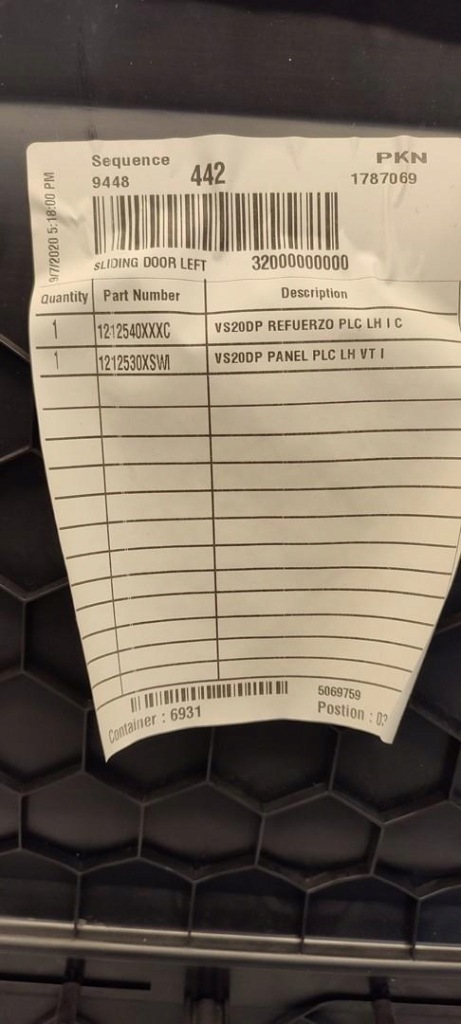 Sequence 442 PKN
9448 1787069
9/7/2020 5:18:00 PM
SLIDING DOOR LEFT 32000000000
Quantity Part Number Description
1 1212540XXXC VS20DP REFUERZO PLC LH I C
1 1212530XSWI VS20DP PANEL PLC LH VT I
5069759
Container : 6931 Postion :